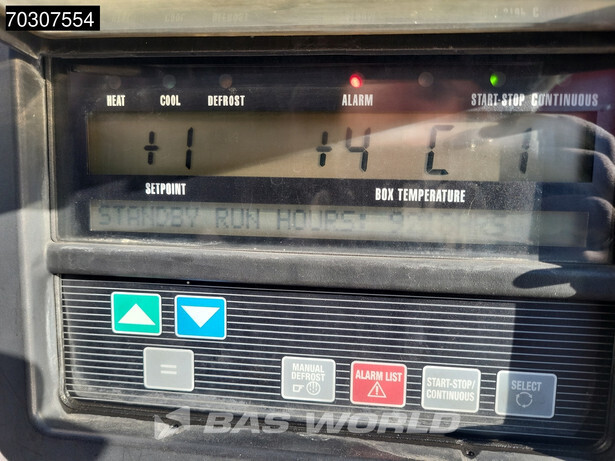 70307554
HEAT COOL DEFROST ALARM START-STOP CONTINUOUS
+1 +4 C 1
SETPOINT BOX TEMPERATURE
STANDBY RUN HOURS:
MANUAL DEFROST
ALARM LIST
START-STOP/ CONTINUOUS
SELECT
=
BAS WORLD